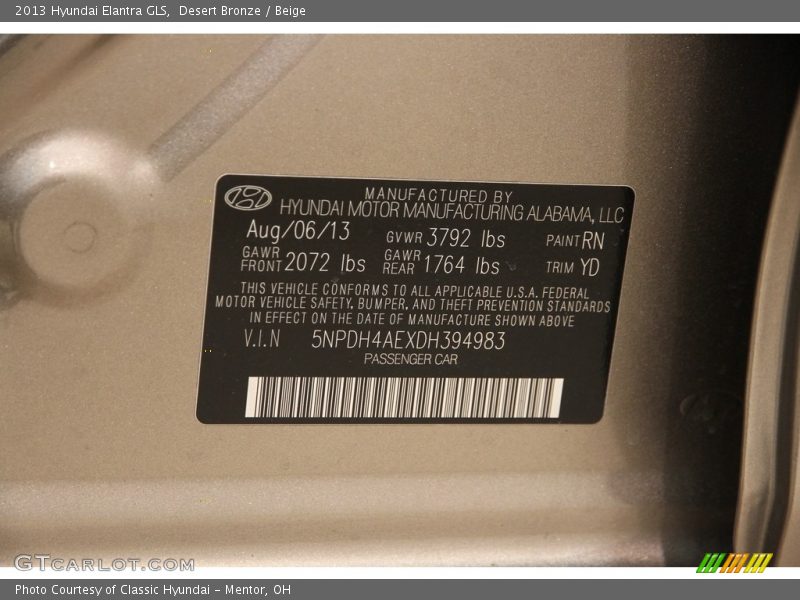 2013 Hyundai Elantra GLS, Desert Bronze / Beige
MANUFACTURED BY
HYUNDAI MOTOR MANUFACTURING ALABAMA, LLC
Aug/06/13 GVWR 3792 lbs PAINT RN
GAWR FRONT 2072 lbs GAWR REAR 1764 lbs TRIM YD
THIS VEHICLE CONFORMS TO ALL APPLICABLE U.S.A. FEDERAL
MOTOR VEHICLE SAFETY, BUMPER, AND THEFT PREVENTION STANDARDS
IN EFFECT ON THE DATE OF MANUFACTURE SHOWN ABOVE
V.I.N 5NPDH4AEXDH394983
PASSENGER CAR
GTCARLOT.COM
Photo Courtesy of Classic Hyundai - Mentor, OH